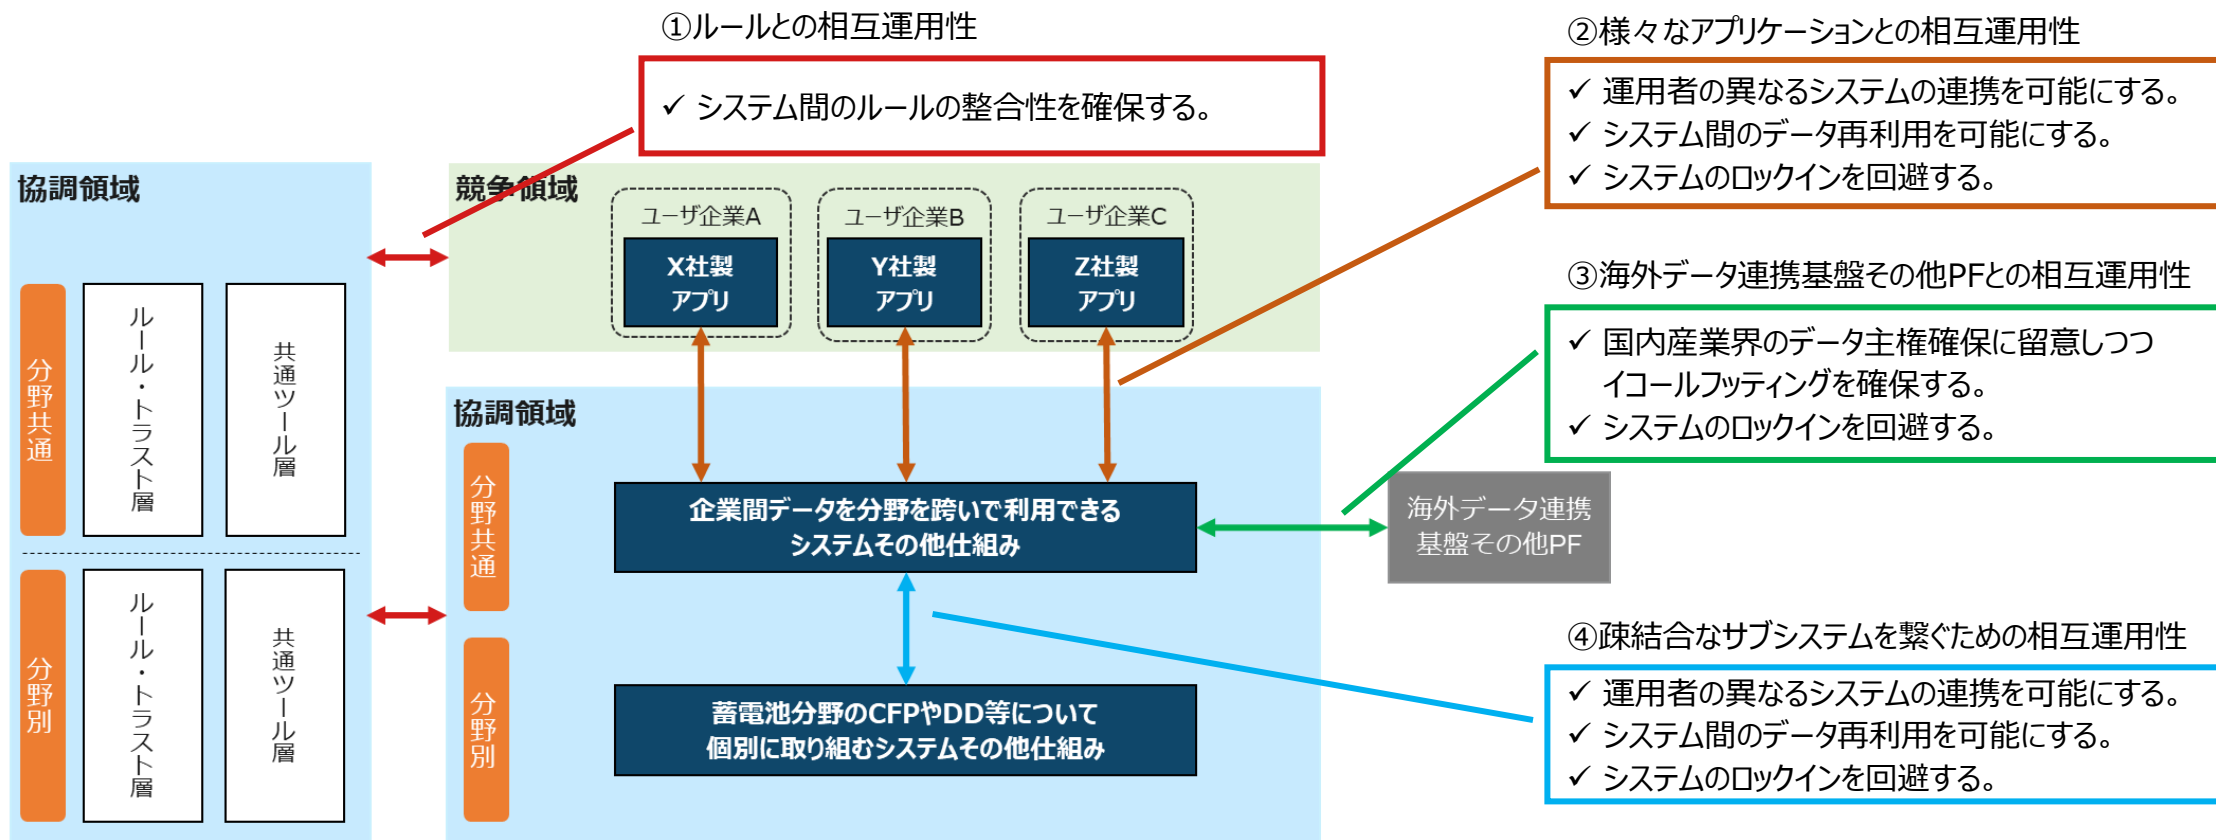 ①ルールとの相互運用性
✓ システム間のルールの整合性を確保する。
②様々なアプリケーションとの相互運用性
✓ 運用者の異なるシステムの連携を可能にする。
✓ システム間のデータ再利用を可能にする。
✓ システムのロックインを回避する。
協調領域
分野共通
ルール・トラスト層
共通ツール層
分野別
ルール・トラスト層
共通ツール層
競争領域
ユーザ企業A
X社製
アプリ
ユーザ企業B
Y社製
アプリ
ユーザ企業C
Z社製
アプリ
協調領域
分野共通
企業間データを分野を跨いで利用できる
システムその他仕組み
分野別
蓄電池分野のCFPやDD等について
個別に取り組むシステムその他仕組み
③海外データ連携基盤その他PFとの相互運用性
✓ 国内産業界のデータ主権確保に留意しつつ
イコールフッティングを確保する。
✓ システムのロックインを回避する。
海外データ連携
基盤その他PF
④疎結合なサブシステムを繋ぐための相互運用性
✓ 運用者の異なるシステムの連携を可能にする。
✓ システム間のデータ再利用を可能にする。
✓ システムのロックインを回避する。